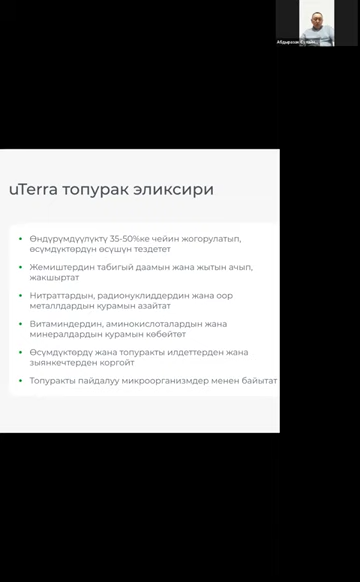 Абдиразак
uTerra топурак эликсири
Өндүрүмдүүлүктү 35-50%ке чейин жогорулатып,
өсүмдүктөрдүн өсүшүн тездетет
Жемиштердин табигый даамын жана жытын ачып,
жакшыртат
Нитраттардын, радионуклиддердин жана оор
металлдардын курамын азайтат
Витаминдердин, аминокислоталардын жана
минералдардын курамын көбөйтөт
Өсүмдүктөрдү жана топуракты илдеттерден жана
зыянкечтерден коргойт
Топуракты пайдалуу микроорганизмдер менен байытат